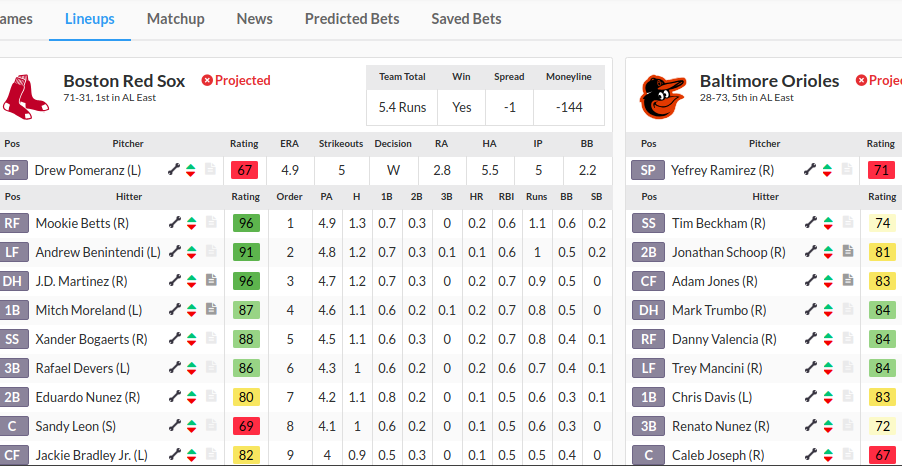 ames Lineups Matchup News Predicted Bets Saved Bets
Boston Red Sox Projected
71-31, 1st in AL East
Team Total Win Spread Moneyline
5.4 Runs Yes -1 -144
Pos Pitcher Rating ERA Strikeouts Decision RA HA IP BB
SP Drew Pomeranz (L) 67 4.9 5 W 2.8 5.5 5 2.2
Pos Hitter Rating Order PA H 1B 2B 3B HR RBI Runs BB SB
RF Mookie Betts (R) 96 1 4.9 1.3 0.7 0.3 0 0.2 0.6 1.1 0.6 0.2
LF Andrew Benintendi (L) 91 2 4.8 1.2 0.7 0.3 0.1 0.1 0.6 1 0.5 0.2
DH J.D. Martinez (R) 96 3 4.7 1.2 0.7 0.3 0 0.2 0.7 0.9 0.5 0
1B Mitch Moreland (L) 87 4 4.6 1.1 0.6 0.2 0.1 0.2 0.7 0.8 0.5 0
SS Xander Bogaerts (R) 88 5 4.5 1.1 0.6 0.3 0 0.2 0.7 0.8 0.4 0.1
3B Rafael Devers (L) 86 6 4.3 1 0.6 0.2 0 0.2 0.6 0.7 0.4 0.1
2B Eduardo Nunez (R) 80 7 4.2 1.1 0.8 0.2 0 0.1 0.5 0.6 0.3 0.1
C Sandy Leon (S) 69 8 4.1 1 0.6 0.2 0 0.1 0.5 0.6 0.3 0
CF Jackie Bradley Jr. (L) 82 9 4 0.9 0.5 0.3 0 0.1 0.5 0.5 0.4 0
Baltimore Orioles Projec
28-73, 5th in AL East
Pos Pitcher Rating
SP Yefrey Ramirez (R) 71
Pos Hitter Rating
SS Tim Beckham (R) 74
2B Jonathan Schoop (R) 81
CF Adam Jones (R) 83
DH Mark Trumbo (R) 84
RF Danny Valencia (R) 84
LF Trey Mancini (R) 84
1B Chris Davis (L) 83
3B Renato Nunez (R) 72
C Caleb Joseph (R) 67